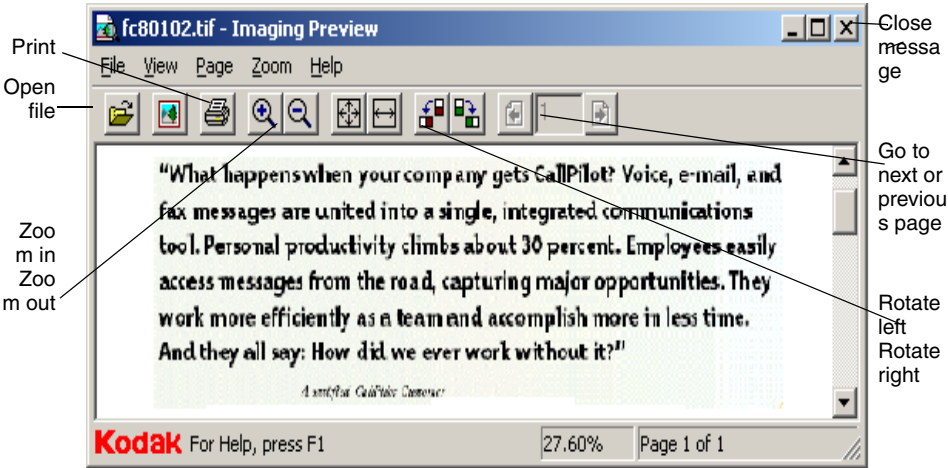 fc80102.tif - Imaging Preview
File View Page Zoom Help
1
"What happens when your company gets CallPilot? Voice, e-mail, and
fax messages are united into a single, integrated communications
tool. Personal productivity climbs about 30 percent. Employees easily
access messages from the road, capturing major opportunities. They
work more efficiently as a team and accomplish more in less time.
And they all say: How did we ever work without it?"
A satisfied CallPilot Customer
Kodak For Help, press F1 27.60% Page 1 of 1
Print
Open
file
Zoo
m in
Zoo
m out
Close
messa
ge
Go to
next or
previou
s page
Rotate
left
Rotate
right